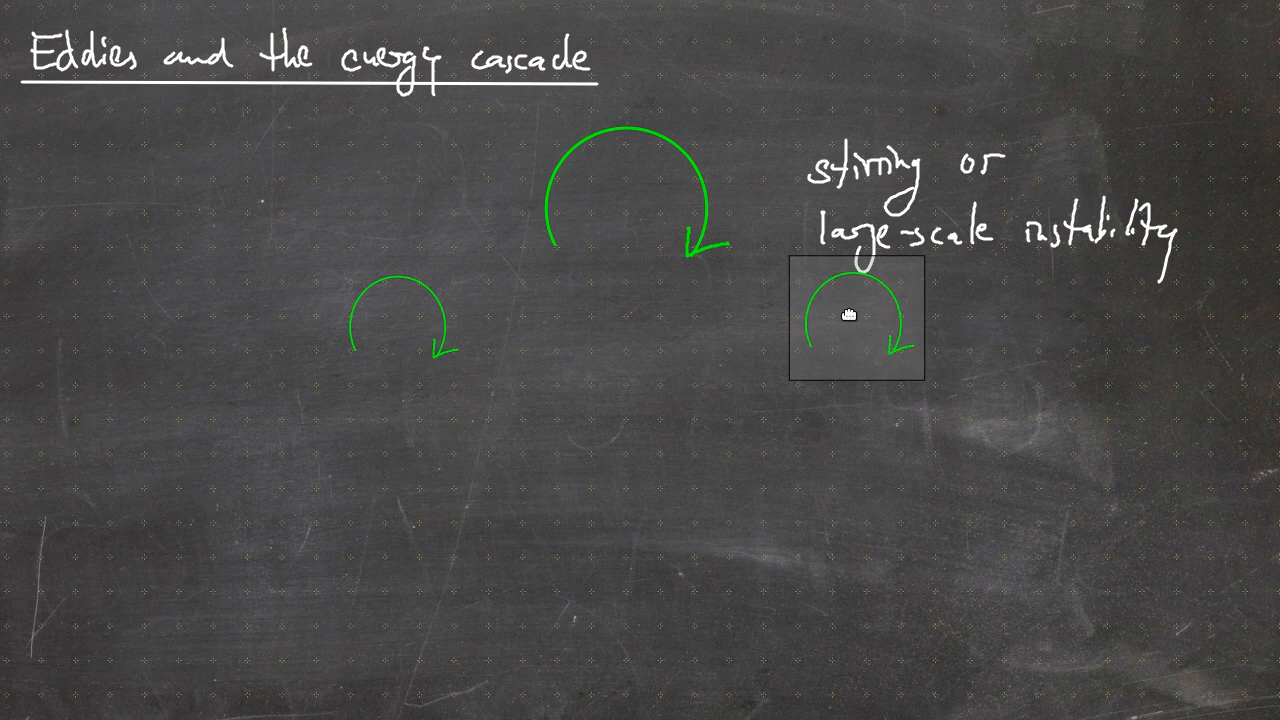 Eddies and the energy cascade
stirring or
large-scale instability